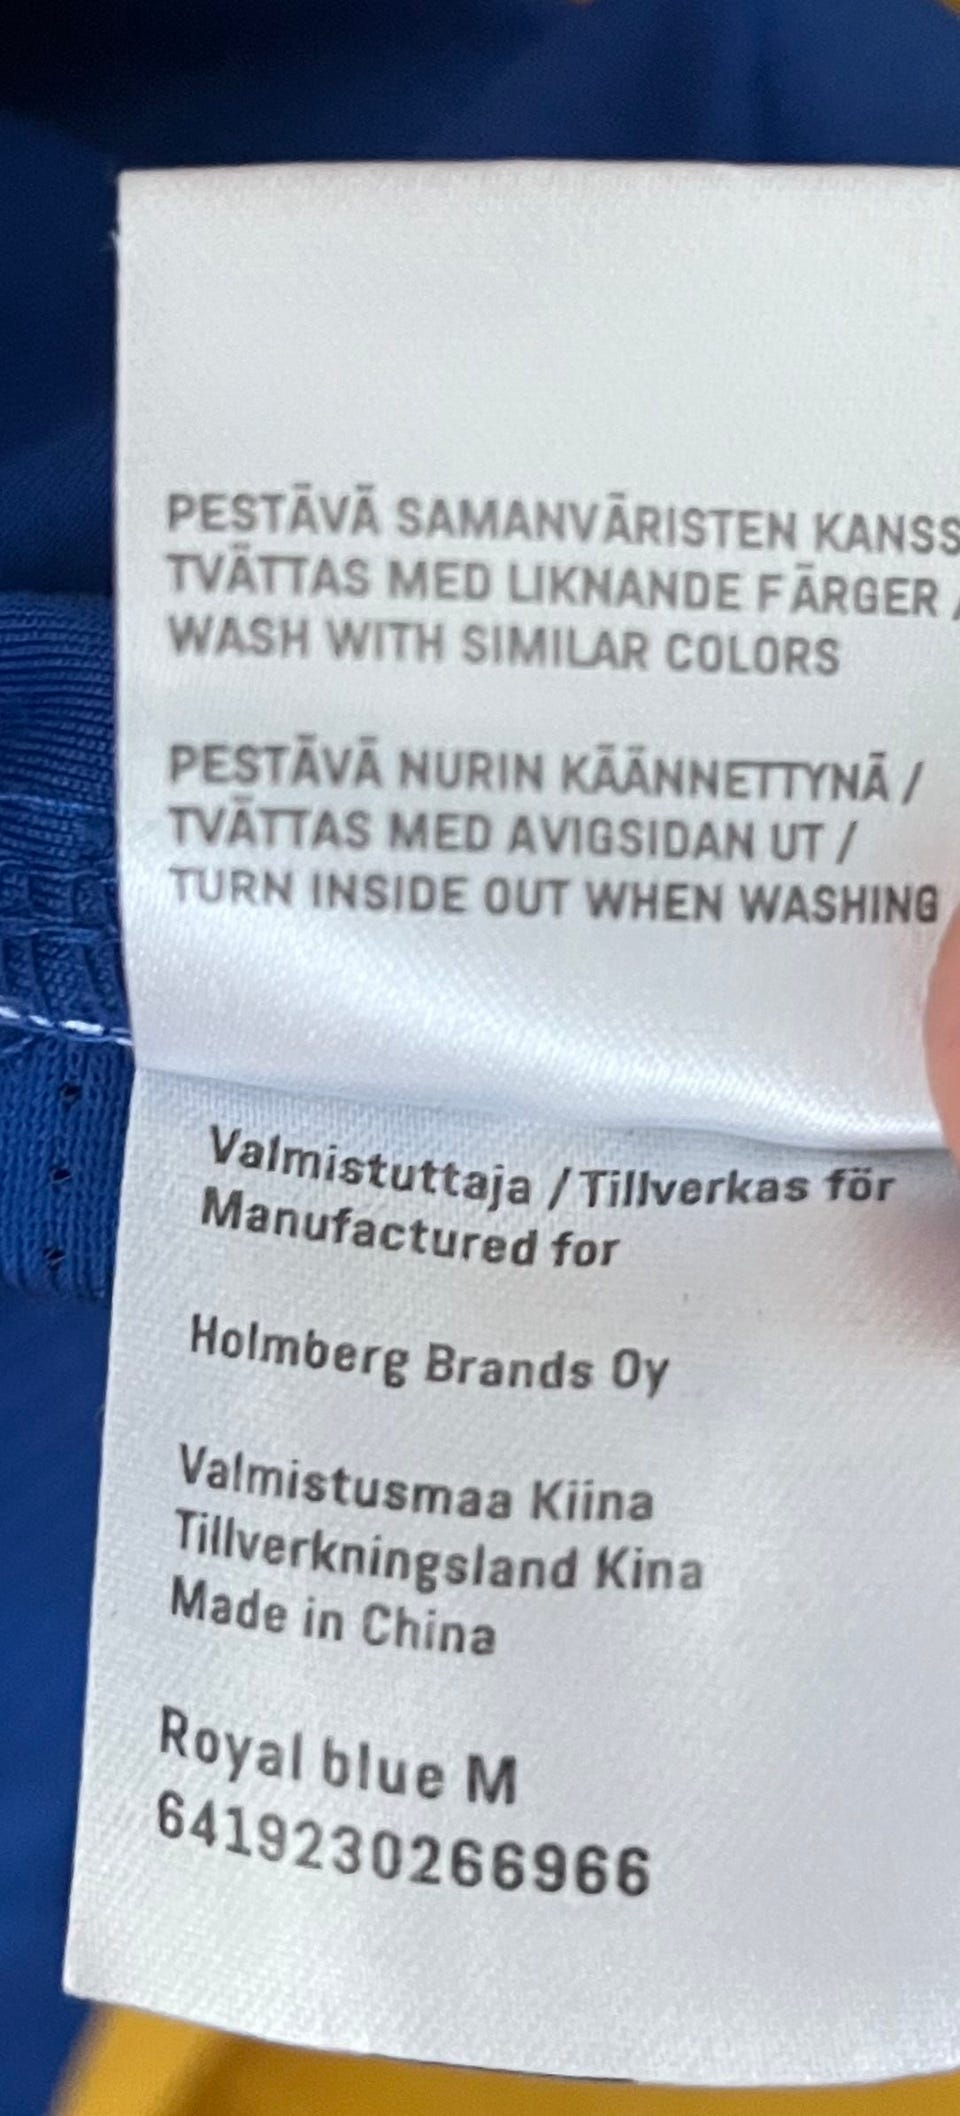 PESTÄVÄ SAMANVÄRISTEN KANSS
TVÄTTAS MED LIKNANDE FÄRGER /
WASH WITH SIMILAR COLORS
PESTÄVÄ NURIN KÄÄNNETTYNÄ /
TVÄTTAS MED AVIGSIDAN UT /
TURN INSIDE OUT WHEN WASHING
Valmistuttaja / Tillverkas för
Manufactured for
Holmberg Brands Oy
Valmistusmaa Kiina
Tillverkningsland Kina
Made in China
Royal blue M
6419230266966